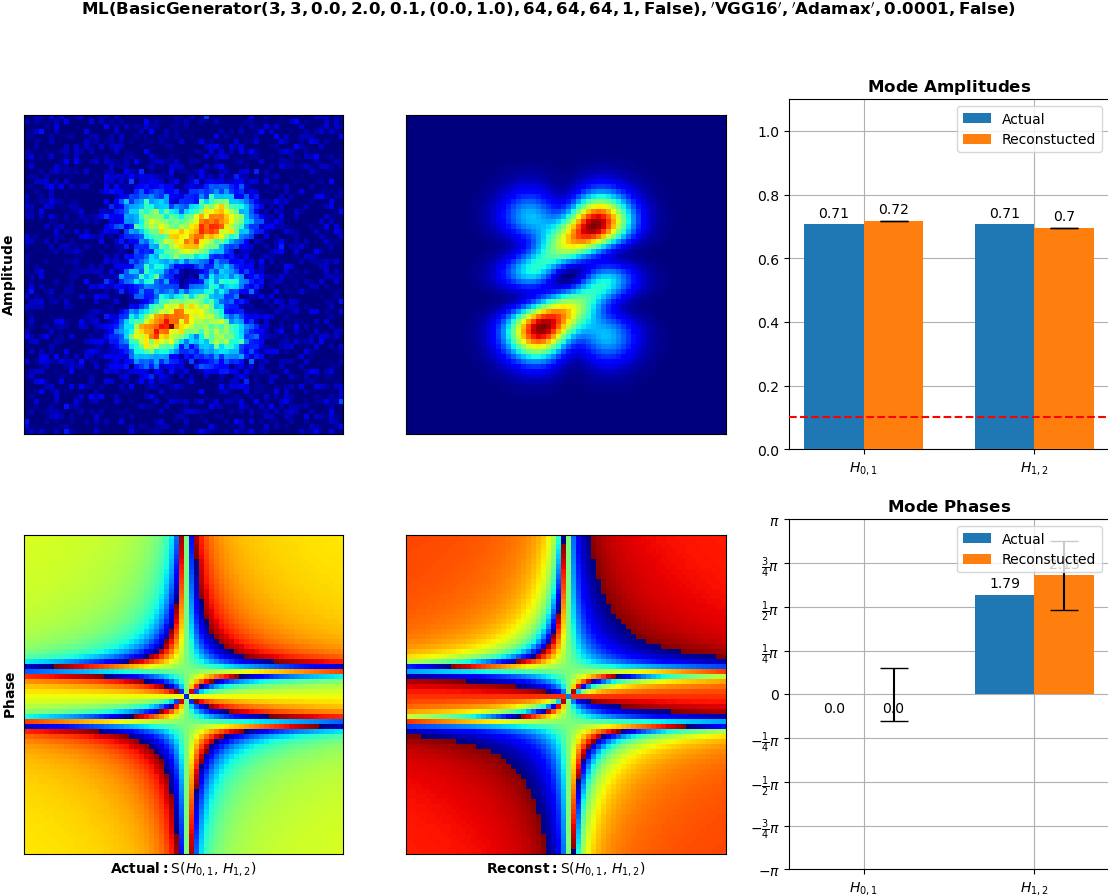 ML(BasicGenerator(3, 3, 0.0, 2.0, 0.1, (0.0, 1.0), 64, 64, 64, 1, False), ′VGG16′, ′Adamax′, 0.0001, False)
Mode Amplitudes
Amplitude
Actual
Reconstucted
1.0
0.8
0.6
0.4
0.2
0.0
0.71
0.72
0.71
0.7
H0,1
H1,2
Mode Phases
Phase
Actual
Reconstucted
π
3/4π
1/2π
1/4π
0
−1/4π
−1/2π
−3/4π
−π
0.0
0.0
1.79
H0,1
H1,2
Actual: S(H0,1, H1,2)
Reconst: S(H0,1, H1,2)